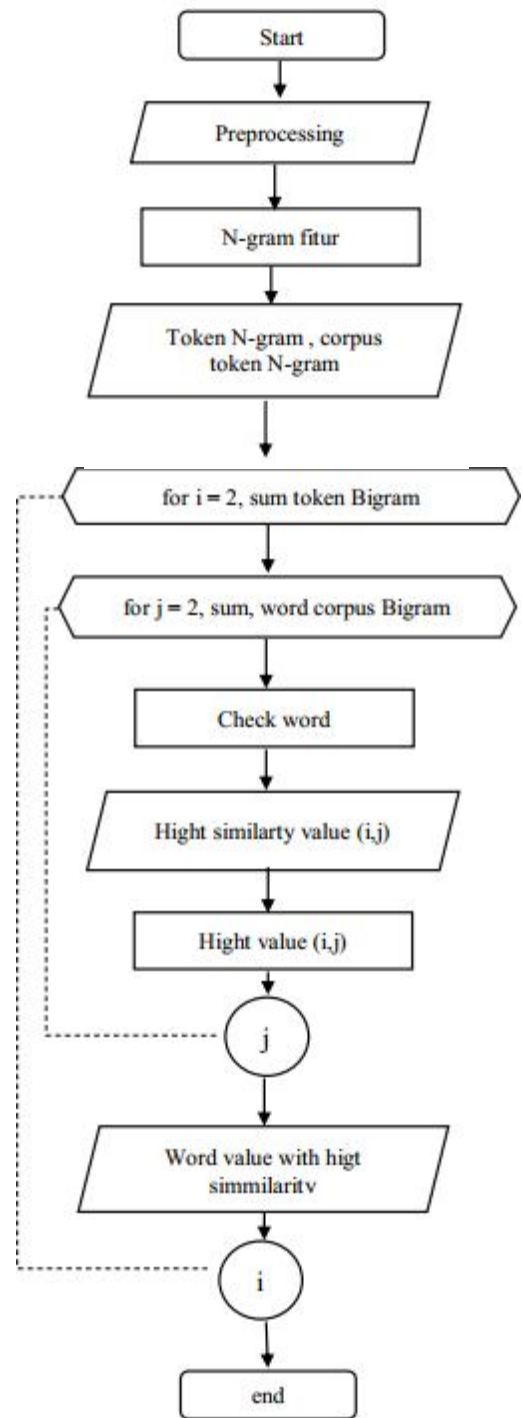 Start
Preprocessing
N-gram fitur
Token N-gram , corpus
token N-gram
for i = 2, sum token Bigram
for j = 2, sum, word corpus Bigram
Check word
Hight similarty value (i,j)
Hight value (i,j)
j
Word value with higt
simmilarity
i
end